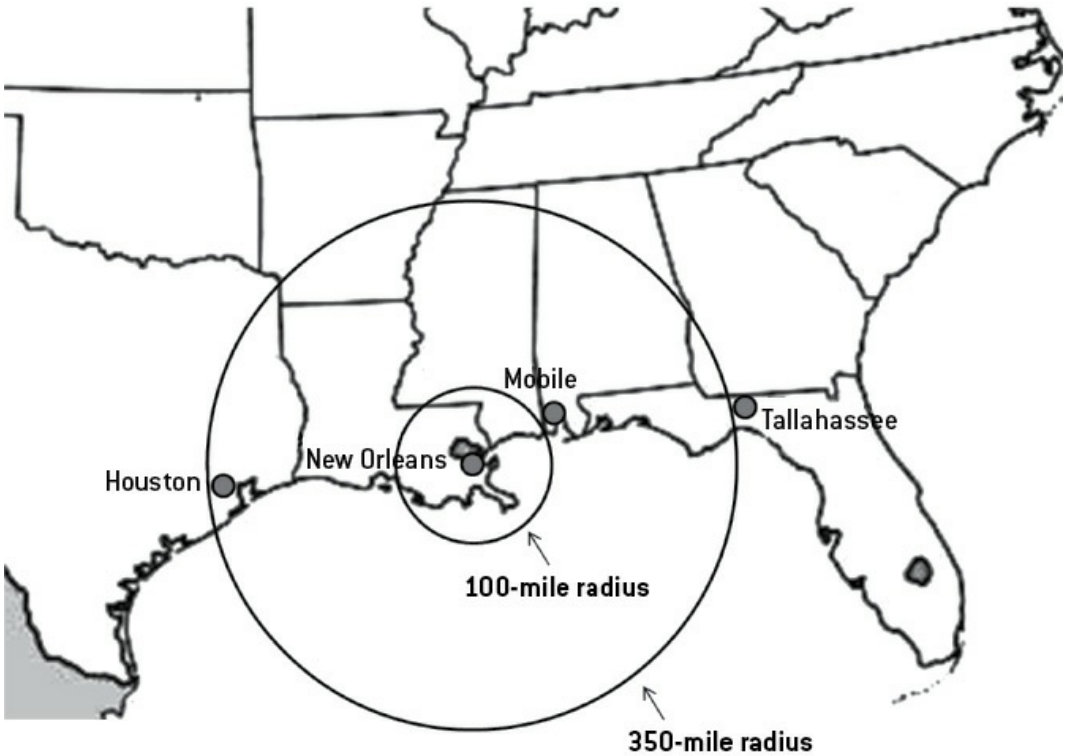 Mobile
Tallahassee
New Orleans
Houston
100-mile radius
350-mile radius